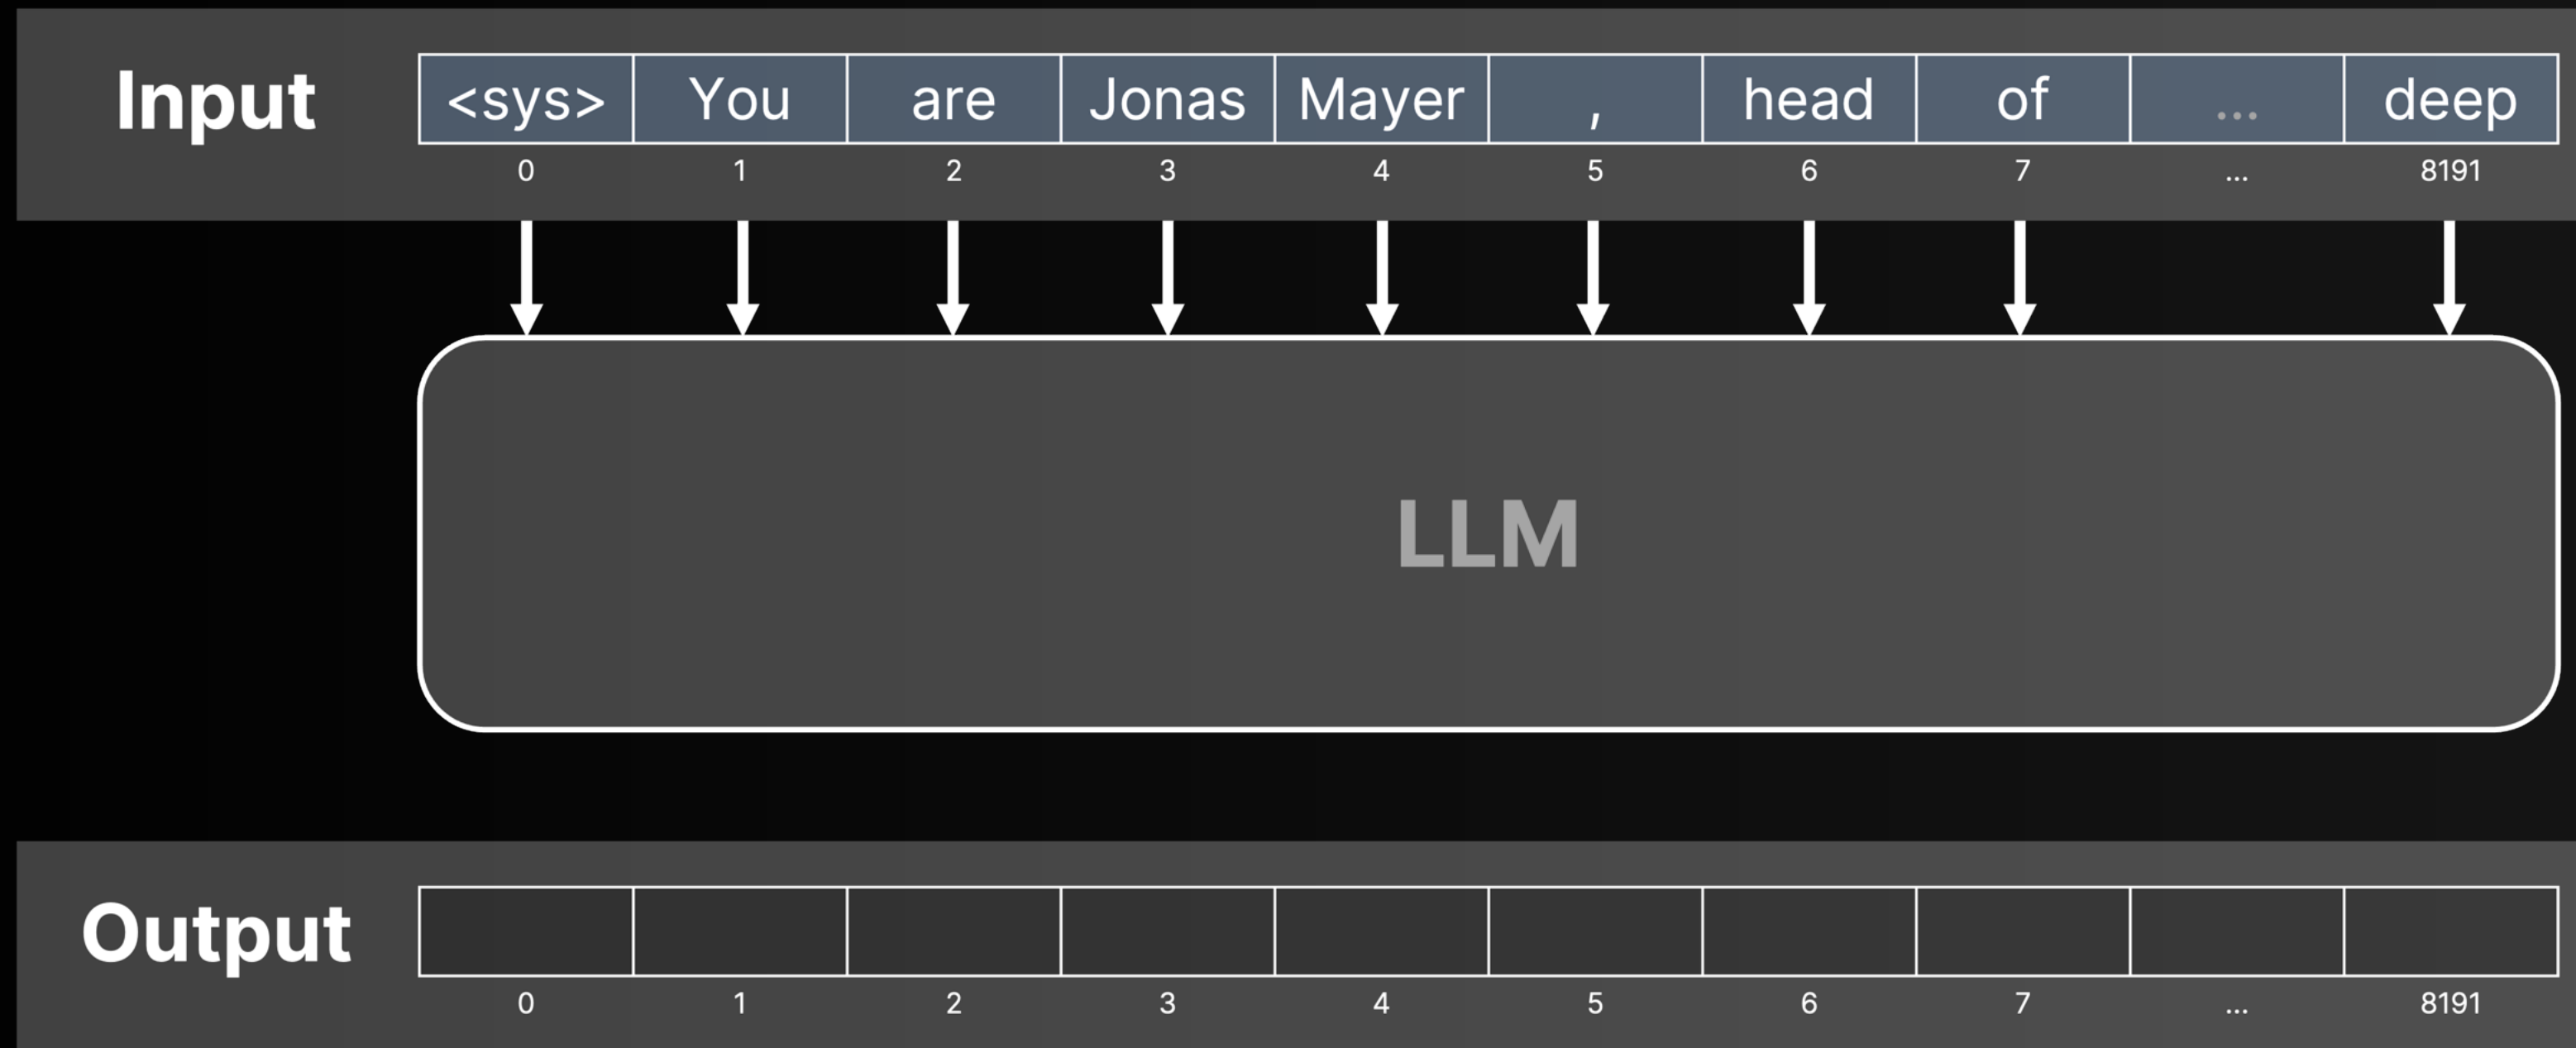 Input <sys> You are Jonas Mayer , head of ... deep
0 1 2 3 4 5 6 7 ... 8191
LLM
Output
0 1 2 3 4 5 6 7 ... 8191